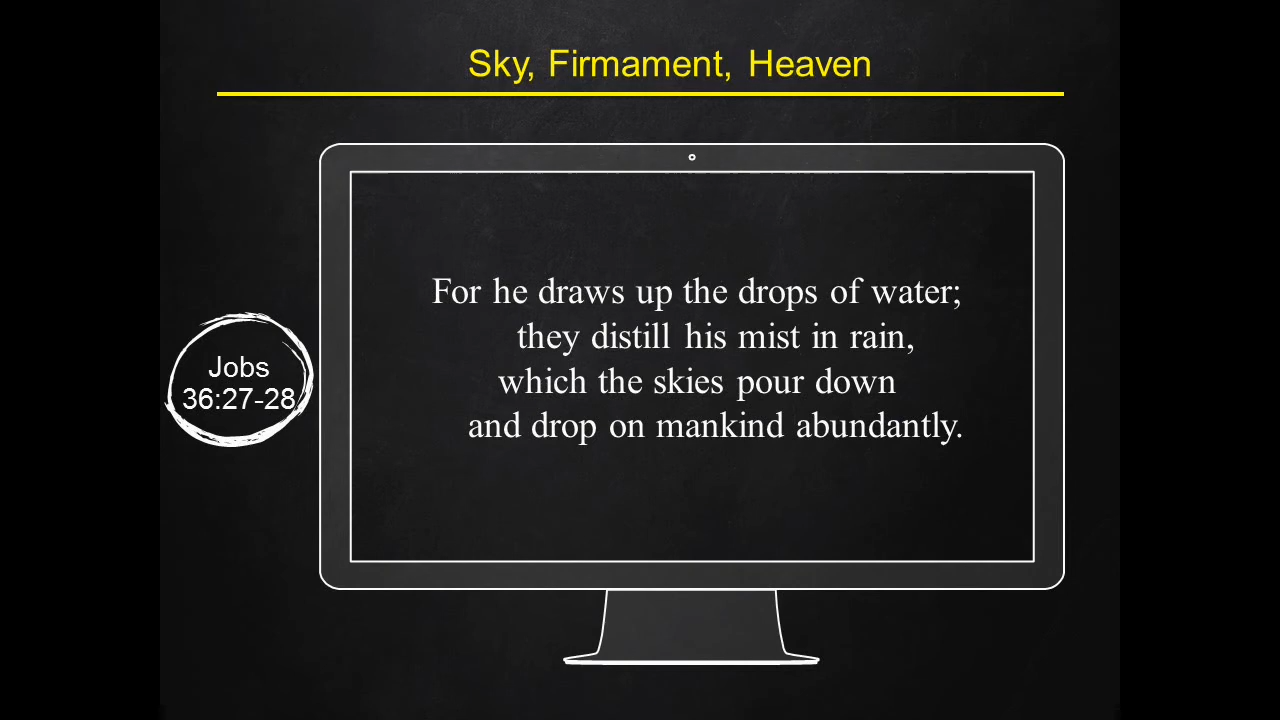 Sky, Firmament, Heaven
For he draws up the drops of water;
they distill his mist in rain,
which the skies pour down
and drop on mankind abundantly.
Jobs
36:27-28